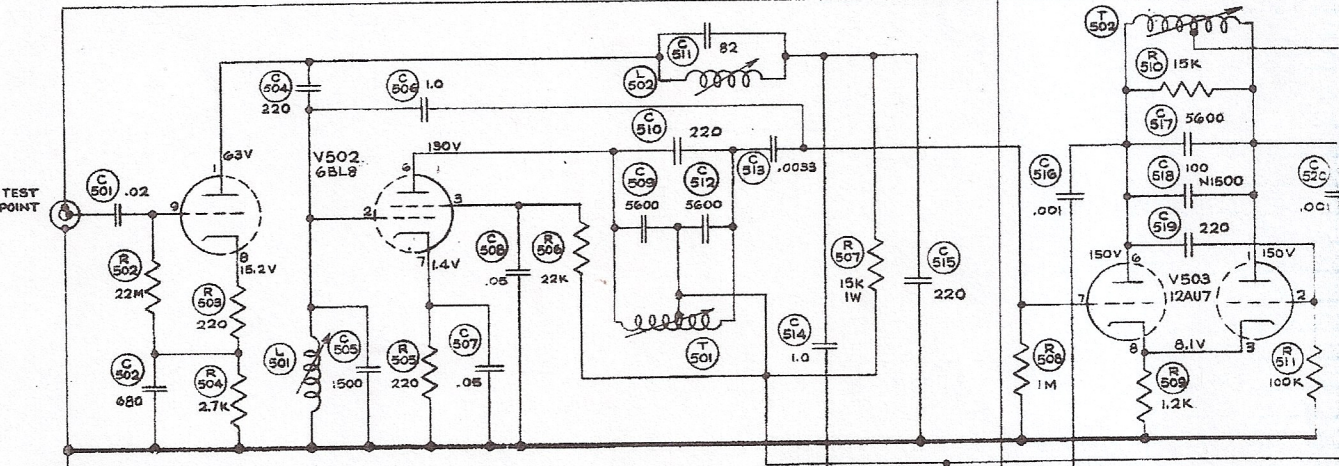 T
502
C
511
82
L
502
R
510
15K
C
504
220
C
506
1.0
C
510
220
C
517
5600
63V
1
V502
6BL8
130V
6
C
513
.0033
C
516
.001
C
518
100
N1500
C
520
.001
TEST
POINT
C
501
.02
9
2
3
C
509
5600
C
512
5600
C
519
220
8
15.2V
7
1.4V
C
508
.05
R
506
22K
R
507
15K
1W
C
515
220
150V
6
1
150V
V503
12AU7
7
2
R
502
22M
R
503
220
8
8.1V
3
L
501
C
505
1500
R
505
220
C
507
.05
T
501
C
514
1.0
R
508
1M
R
509
1.2K
R
511
100K
C
502
680
R
504
2.7K